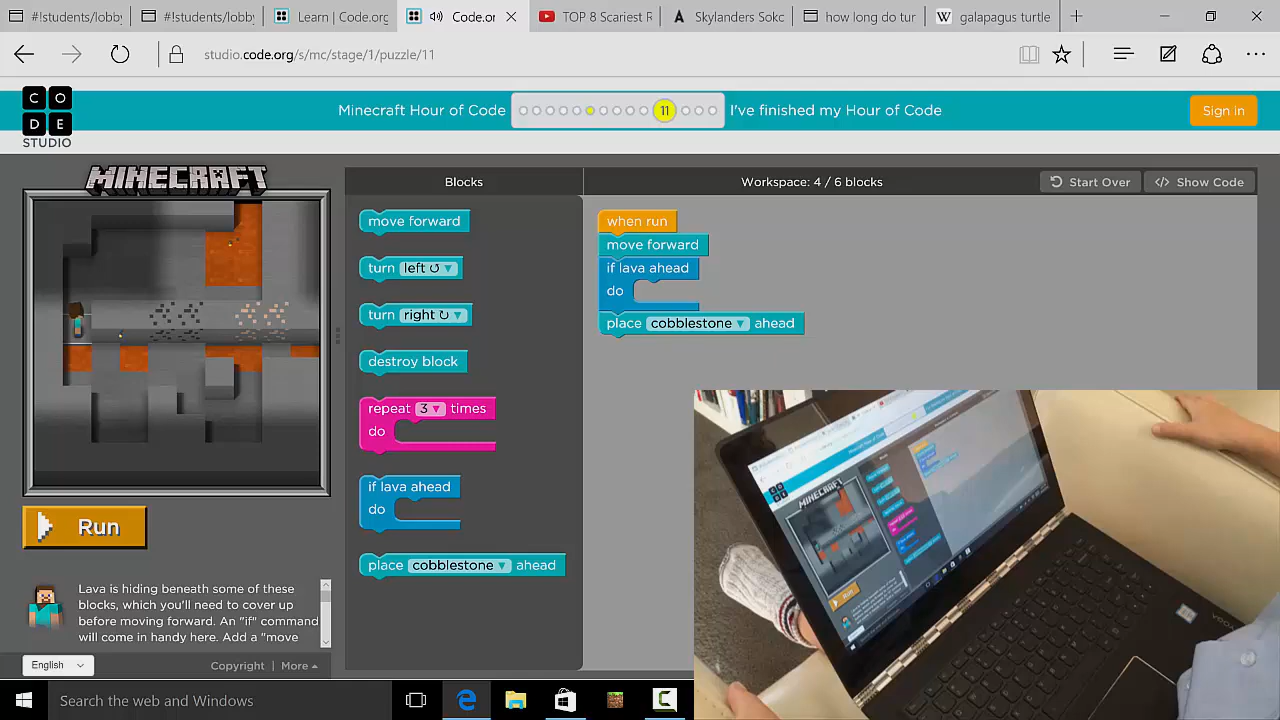 #!students/lobby
#!students/lobby
Learn | Code.org
Code.or
TOP 8 Scariest R
Skylanders Sokc
how long do tur
galapagus turtle
studio.code.org/s/mc/stage/1/puzzle/11
CODE
STUDIO
Minecraft Hour of Code
11
I've finished my Hour of Code
Sign in
MINECRAFT
Blocks
Workspace: 4 / 6 blocks
Start Over
</> Show Code
move forward
turn left
turn right
destroy block
repeat 3 times
do
if lava ahead
do
place cobblestone ahead
when run
move forward
if lava ahead
do
place cobblestone ahead
Run
Lava is hiding beneath some of these
blocks, which you'll need to cover up
before moving forward. An "if" command
will come in handy here. Add a "move
English
Copyright
More
Search the web and Windows
MINECRAFT
Run
YOGA